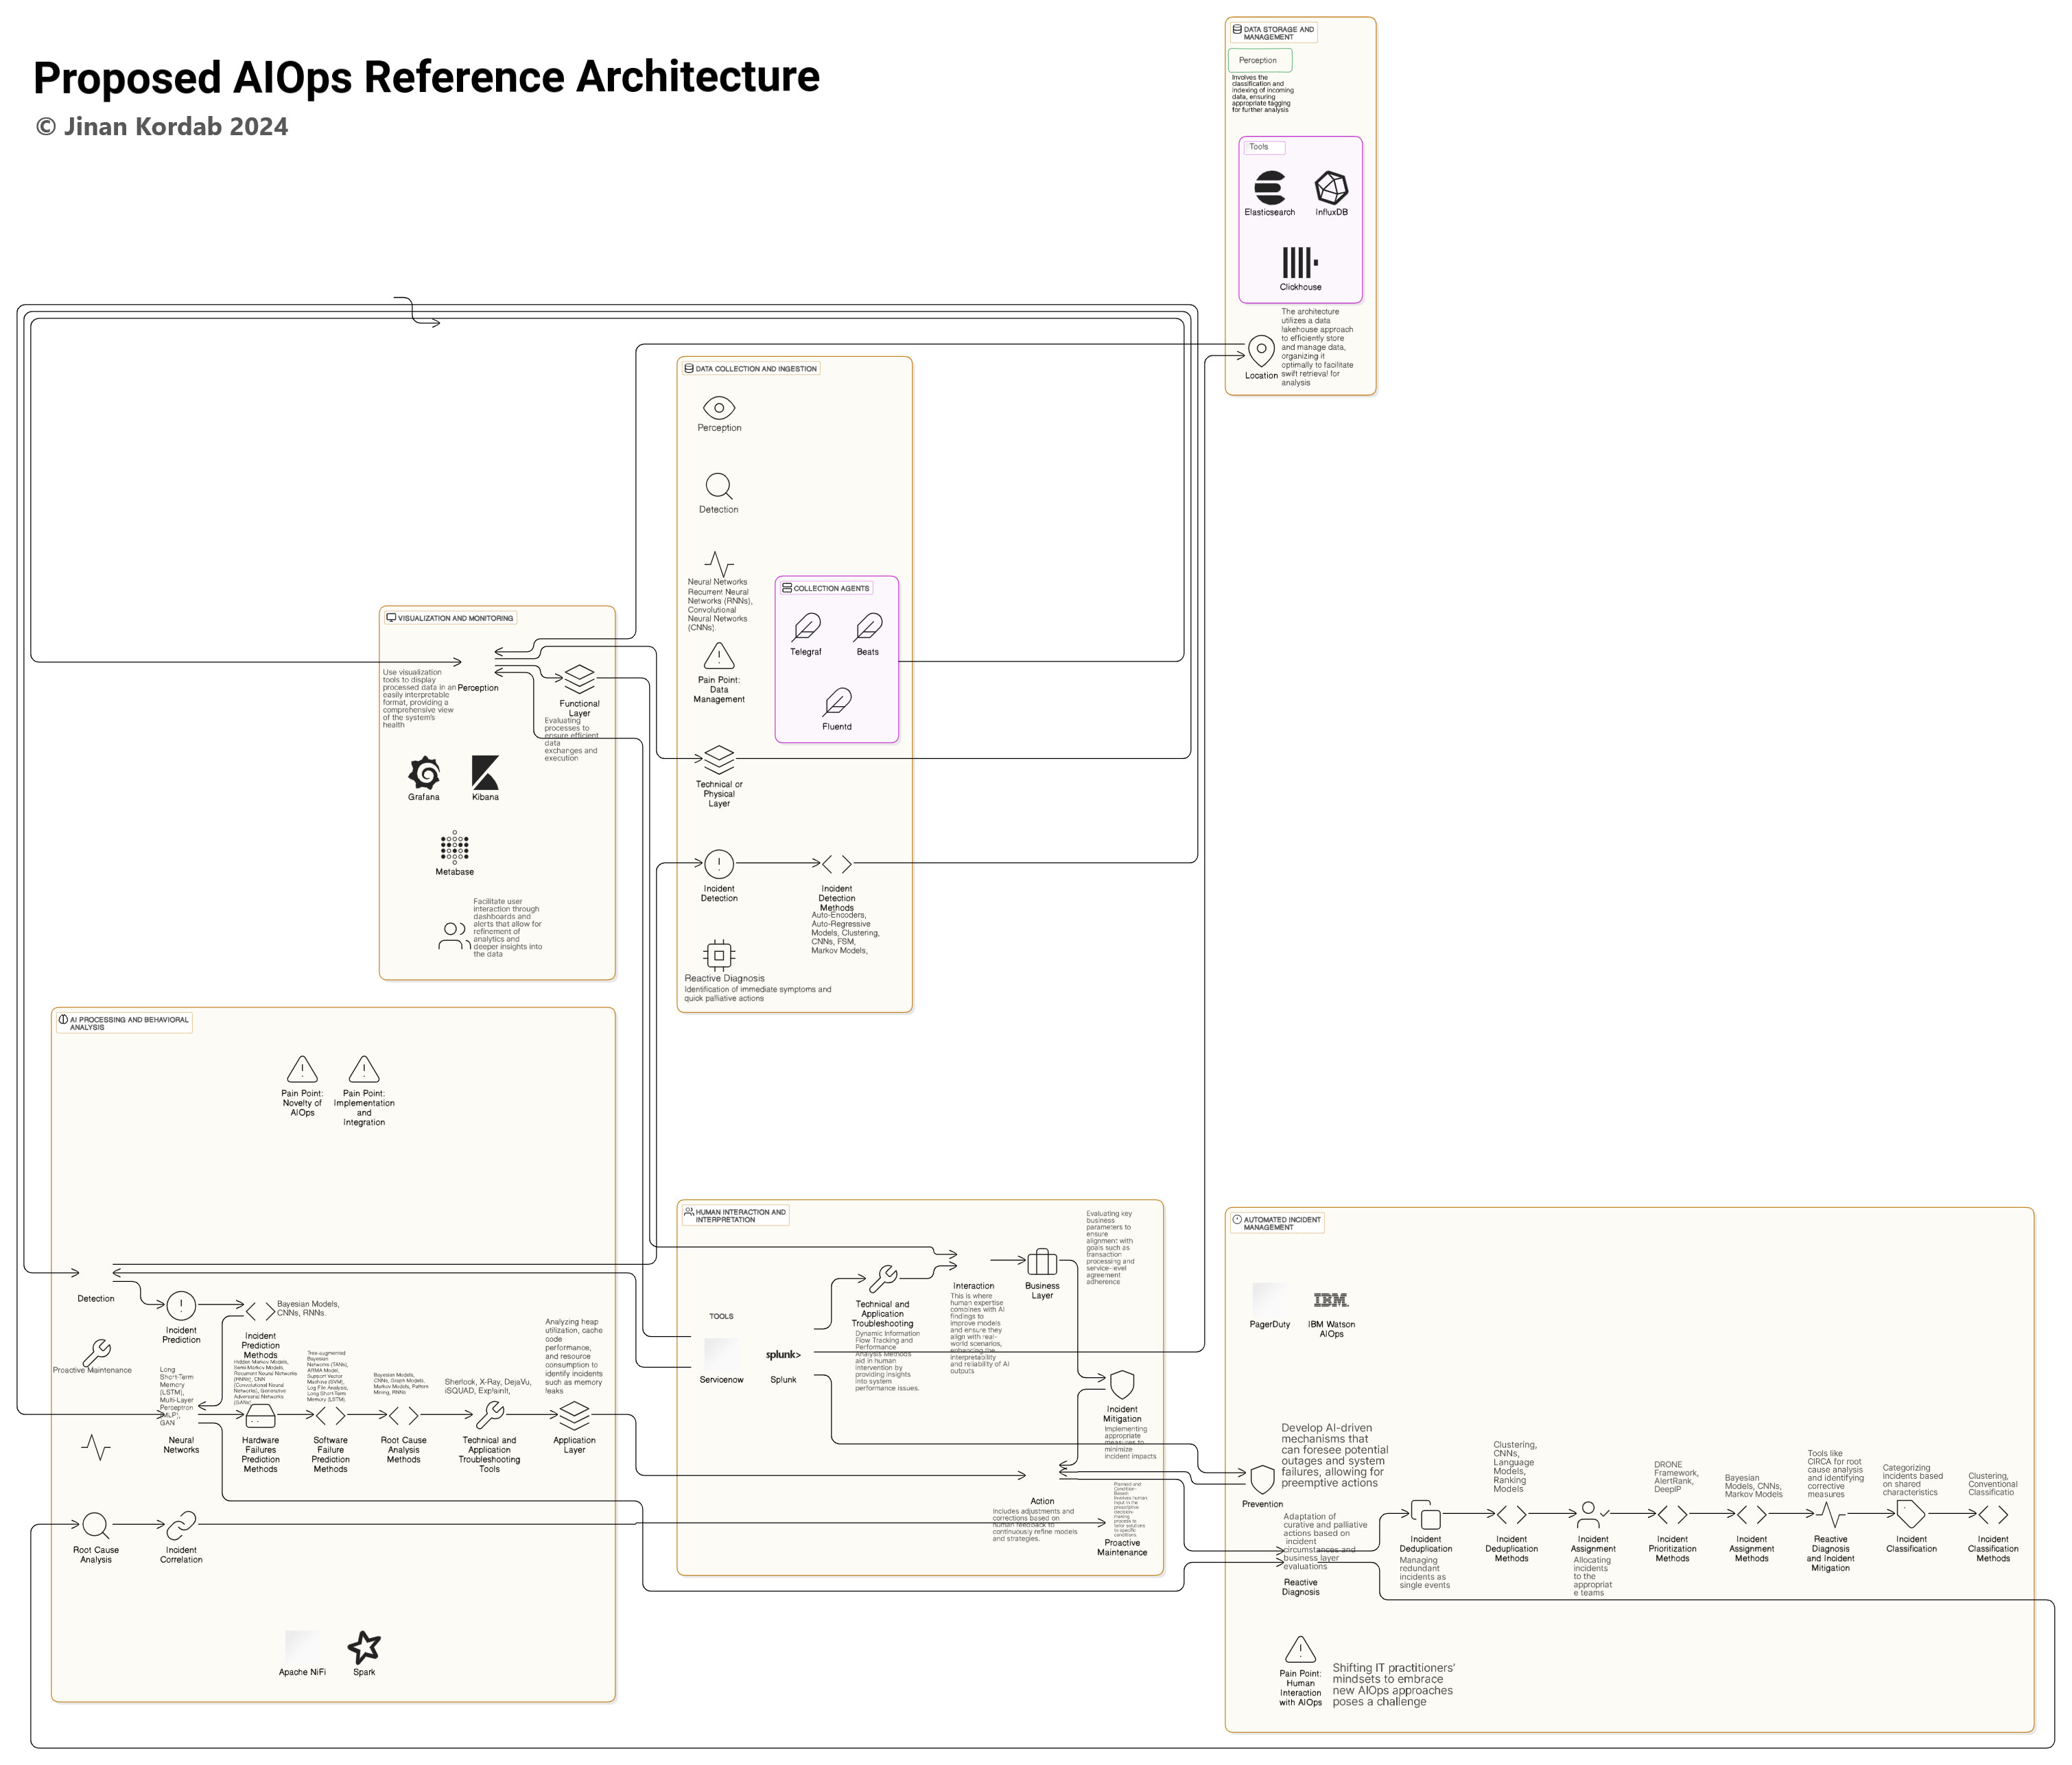 Proposed AIOps Reference Architecture
© Jinan Kordab 2024
DATA STORAGE AND
MANAGEMENT
Perception
Involves the
classification and
indexing of incoming
data, ensuring
appropriate tagging
for further analysis
Tools
Elasticsearch
InfluxDB
Clickhouse
The architecture
utilizes a data
lakehouse approach
to efficiently store
and manage data,
organizing it
optimally to facilitate
swift retrieval for
analysis
Location
DATA COLLECTION AND INGESTION
Perception
Detection
Neural Networks
Recurrent Neural
Networks (RNNs),
Convolutional
Neural Networks
(CNNs).
Pain Point:
Data
Management
COLLECTION AGENTS
Telegraf
Beats
Fluentd
Technical or
Physical
Layer
Incident
Detection
Incident
Detection
Methods
Auto-Encoders,
Auto-Regressive
Models, Clustering,
CNNs, FSM,
Markov Models,
Reactive Diagnosis
Identification of immediate symptoms and
quick palliative actions
VISUALIZATION AND MONITORING
Use visualization
tools to display
processed data in an
easily interpretable
format, providing a
comprehensive view
of the system's
health
Perception
Functional
Layer
Evaluating
processes to
ensure efficient
data
exchanges and
execution
Grafana
Kibana
Metabase
Facilitate user
interaction through
dashboards and
alerts that allow for
refinement of
analytics and
deeper insights into
the data
AI PROCESSING AND BEHAVIORAL
ANALYSIS
Pain Point:
Novelty of
AIOps
Pain Point:
Implementation
and
Integration
Detection
Incident
Prediction
Bayesian Models,
CNNs, RNNs.
Incident
Prediction
Methods
Proactive Maintenance
Long
Short-Term
Memory
(LSTM),
Multi-Layer
Perceptron
(MLP),
GAN
Neural
Networks
Hidden Markov Models,
Semi-Markov Models,
Recurrent Neural Networks
(RNNs), CNN
(Convolutional Neural
Networks), Generative
Adversarial Networks
(GANs)
Hardware
Failures
Prediction
Methods
Tree-augmented
Bayesian
Networks (TANs),
ARMA Model,
Support Vector
Machine (SVM),
Log File Analysis,
Long Short-Term
Memory (LSTM).
Software
Failure
Prediction
Methods
Bayesian Models,
CNNs, Graph Models,
Markov Models, Pattern
Mining, RNNs
Root Cause
Analysis
Methods
Sherlock, X-Ray, DejaVu,
iSQUAD, ExplainIt,
Technical and
Application
Troubleshooting
Tools
Analyzing heap
utilization, cache
code
performance,
and resource
consumption to
identify incidents
such as memory
leaks
Application
Layer
Root Cause
Analysis
Incident
Correlation
Apache NiFi
Spark
HUMAN INTERACTION AND
INTERPRETATION
TOOLS
Servicenow
splunk>
Splunk
Technical and
Application
Troubleshooting
Dynamic Information
Flow Tracking and
Performance
Analysis Methods
aid in human
intervention by
providing insights
into system
performance issues.
Interaction
This is where
human expertise
combines with AI
findings to
improve models
and ensure they
align with real-
world scenarios,
enhancing the
interpretability
and reliability of AI
outputs
Business
Layer
Evaluating key
business
parameters to
ensure
alignment with
goals such as
transaction
processing and
service-level
agreement
adherence
Incident
Mitigation
Implementing
appropriate
measures to
minimize
incident impacts
Action
Includes adjustments and
corrections based on
human feedback to
continuously refine models
and strategies.
Planned and
Condition-
Based:
Involves human
input in the
prescriptive
decision-
making
process to
tailor solutions
to specific
conditions.
Proactive
Maintenance
AUTOMATED INCIDENT
MANAGEMENT
PagerDuty
IBM
IBM Watson
AIOps
Develop AI-driven
mechanisms that
can foresee potential
outages and system
failures, allowing for
preemptive actions
Prevention
Adaptation of
curative and palliative
actions based on
incident
circumstances and
business layer
evaluations
Reactive
Diagnosis
Incident
Deduplication
Managing
redundant
incidents as
single events
Clustering,
CNNs,
Language
Models,
Ranking
Models
Incident
Deduplication
Methods
Incident
Assignment
Allocating
incidents
to the
appropriat
e teams
DRONE
Framework,
AlertRank,
DeepIP
Incident
Prioritization
Methods
Bayesian
Models, CNNs,
Markov Models
Incident
Assignment
Methods
Tools like
CIRCA for root
cause analysis
and identifying
corrective
measures
Reactive
Diagnosis
and Incident
Mitigation
Categorizing
incidents based
on shared
characteristics
Incident
Classification
Clustering,
Conventional
Classificatio
Incident
Classification
Methods
Pain Point:
Human
Interaction
with AIOps
Shifting IT practitioners'
mindsets to embrace
new AIOps approaches
poses a challenge